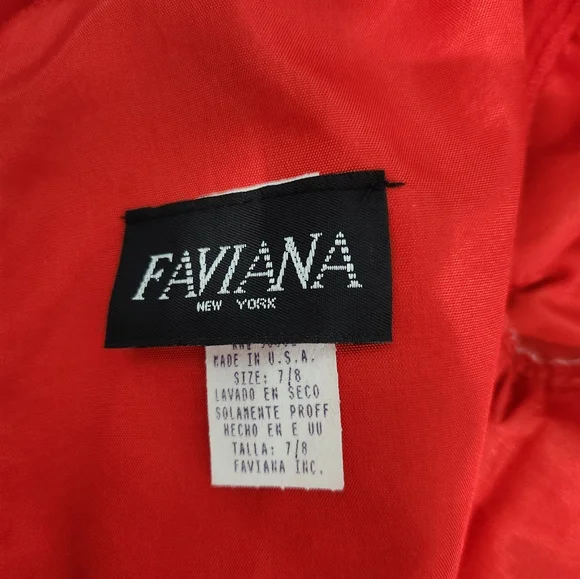 FAVIANA
NEW YORK
MADE IN U.S.A.
SIZE: 7/8
LAVADO EN SECO
SOLAMENTE PROFF
HECHO EN E UU
TALLA: 7/8
FAVIANA INC.